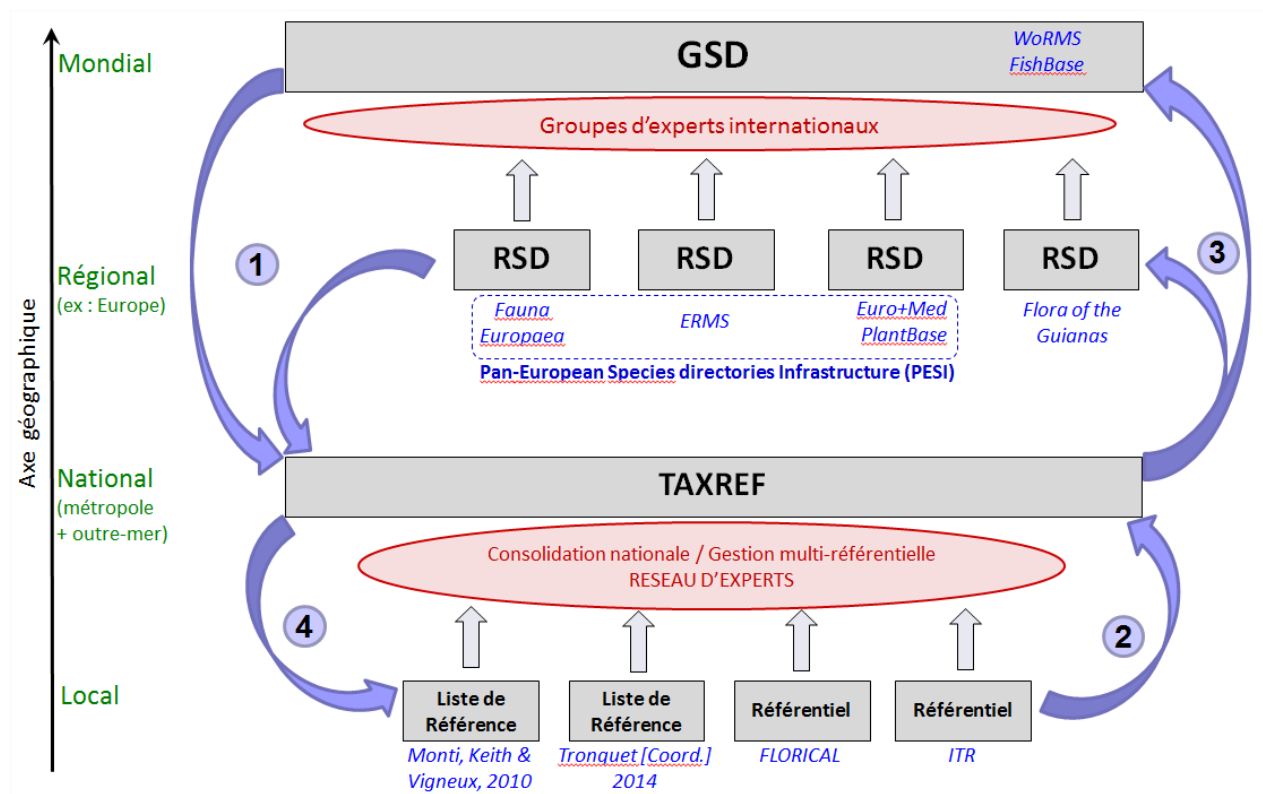 Axe géographique
Mondial
GSD
WoRMS
FishBase
Groupes d'experts internationaux
1
3
Régional
(ex : Europe)
RSD
RSD
RSD
RSD
Fauna
Europaea
ERMS
Euro+Med
PlantBase
Flora of the
Guianas
Pan-European Species directories Infrastructure (PESI)
National
(métropole
+ outre-mer)
TAXREF
Consolidation nationale / Gestion multi-référentielle
RESEAU D'EXPERTS
4
2
Local
Liste de
Référence
Liste de
Référence
Référentiel
Référentiel
Monti, Keith &
Vigneux, 2010
Tronquet [Coord.]
2014
FLORICAL
ITR